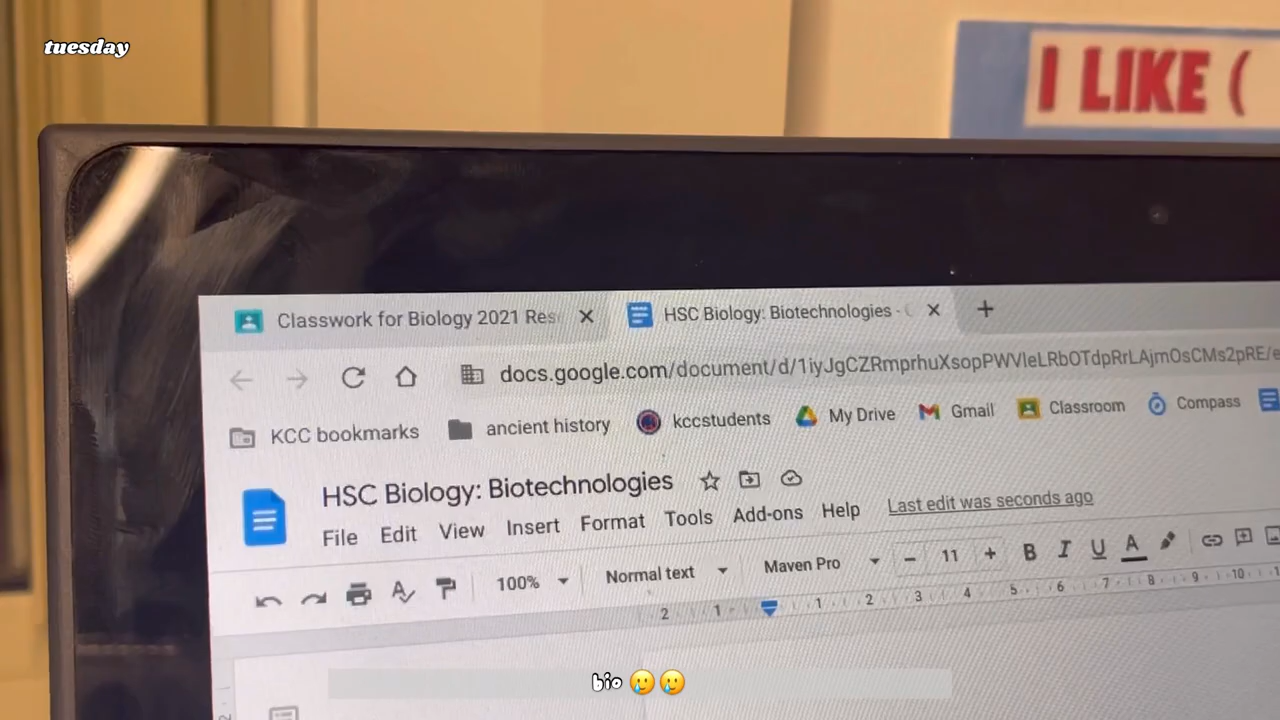 tuesday
I LIKE (
Classwork for Biology 2021 Res
HSC Biology: Biotechnologies -
docs.google.com/document/d/1iyJgCZRmprhuXsopPWVleLRbOTdpRrLAjmOsCMs2pRE/e
KCC bookmarks ancient history kccstudents My Drive Gmail Classroom Compass
HSC Biology: Biotechnologies
File Edit View Insert Format Tools Add-ons Help Last edit was seconds ago
100% Normal text Maven Pro − 11 + B I U A
2 1 1 2 3 4 5 6 7 8 9 10
bio 🥲🥲